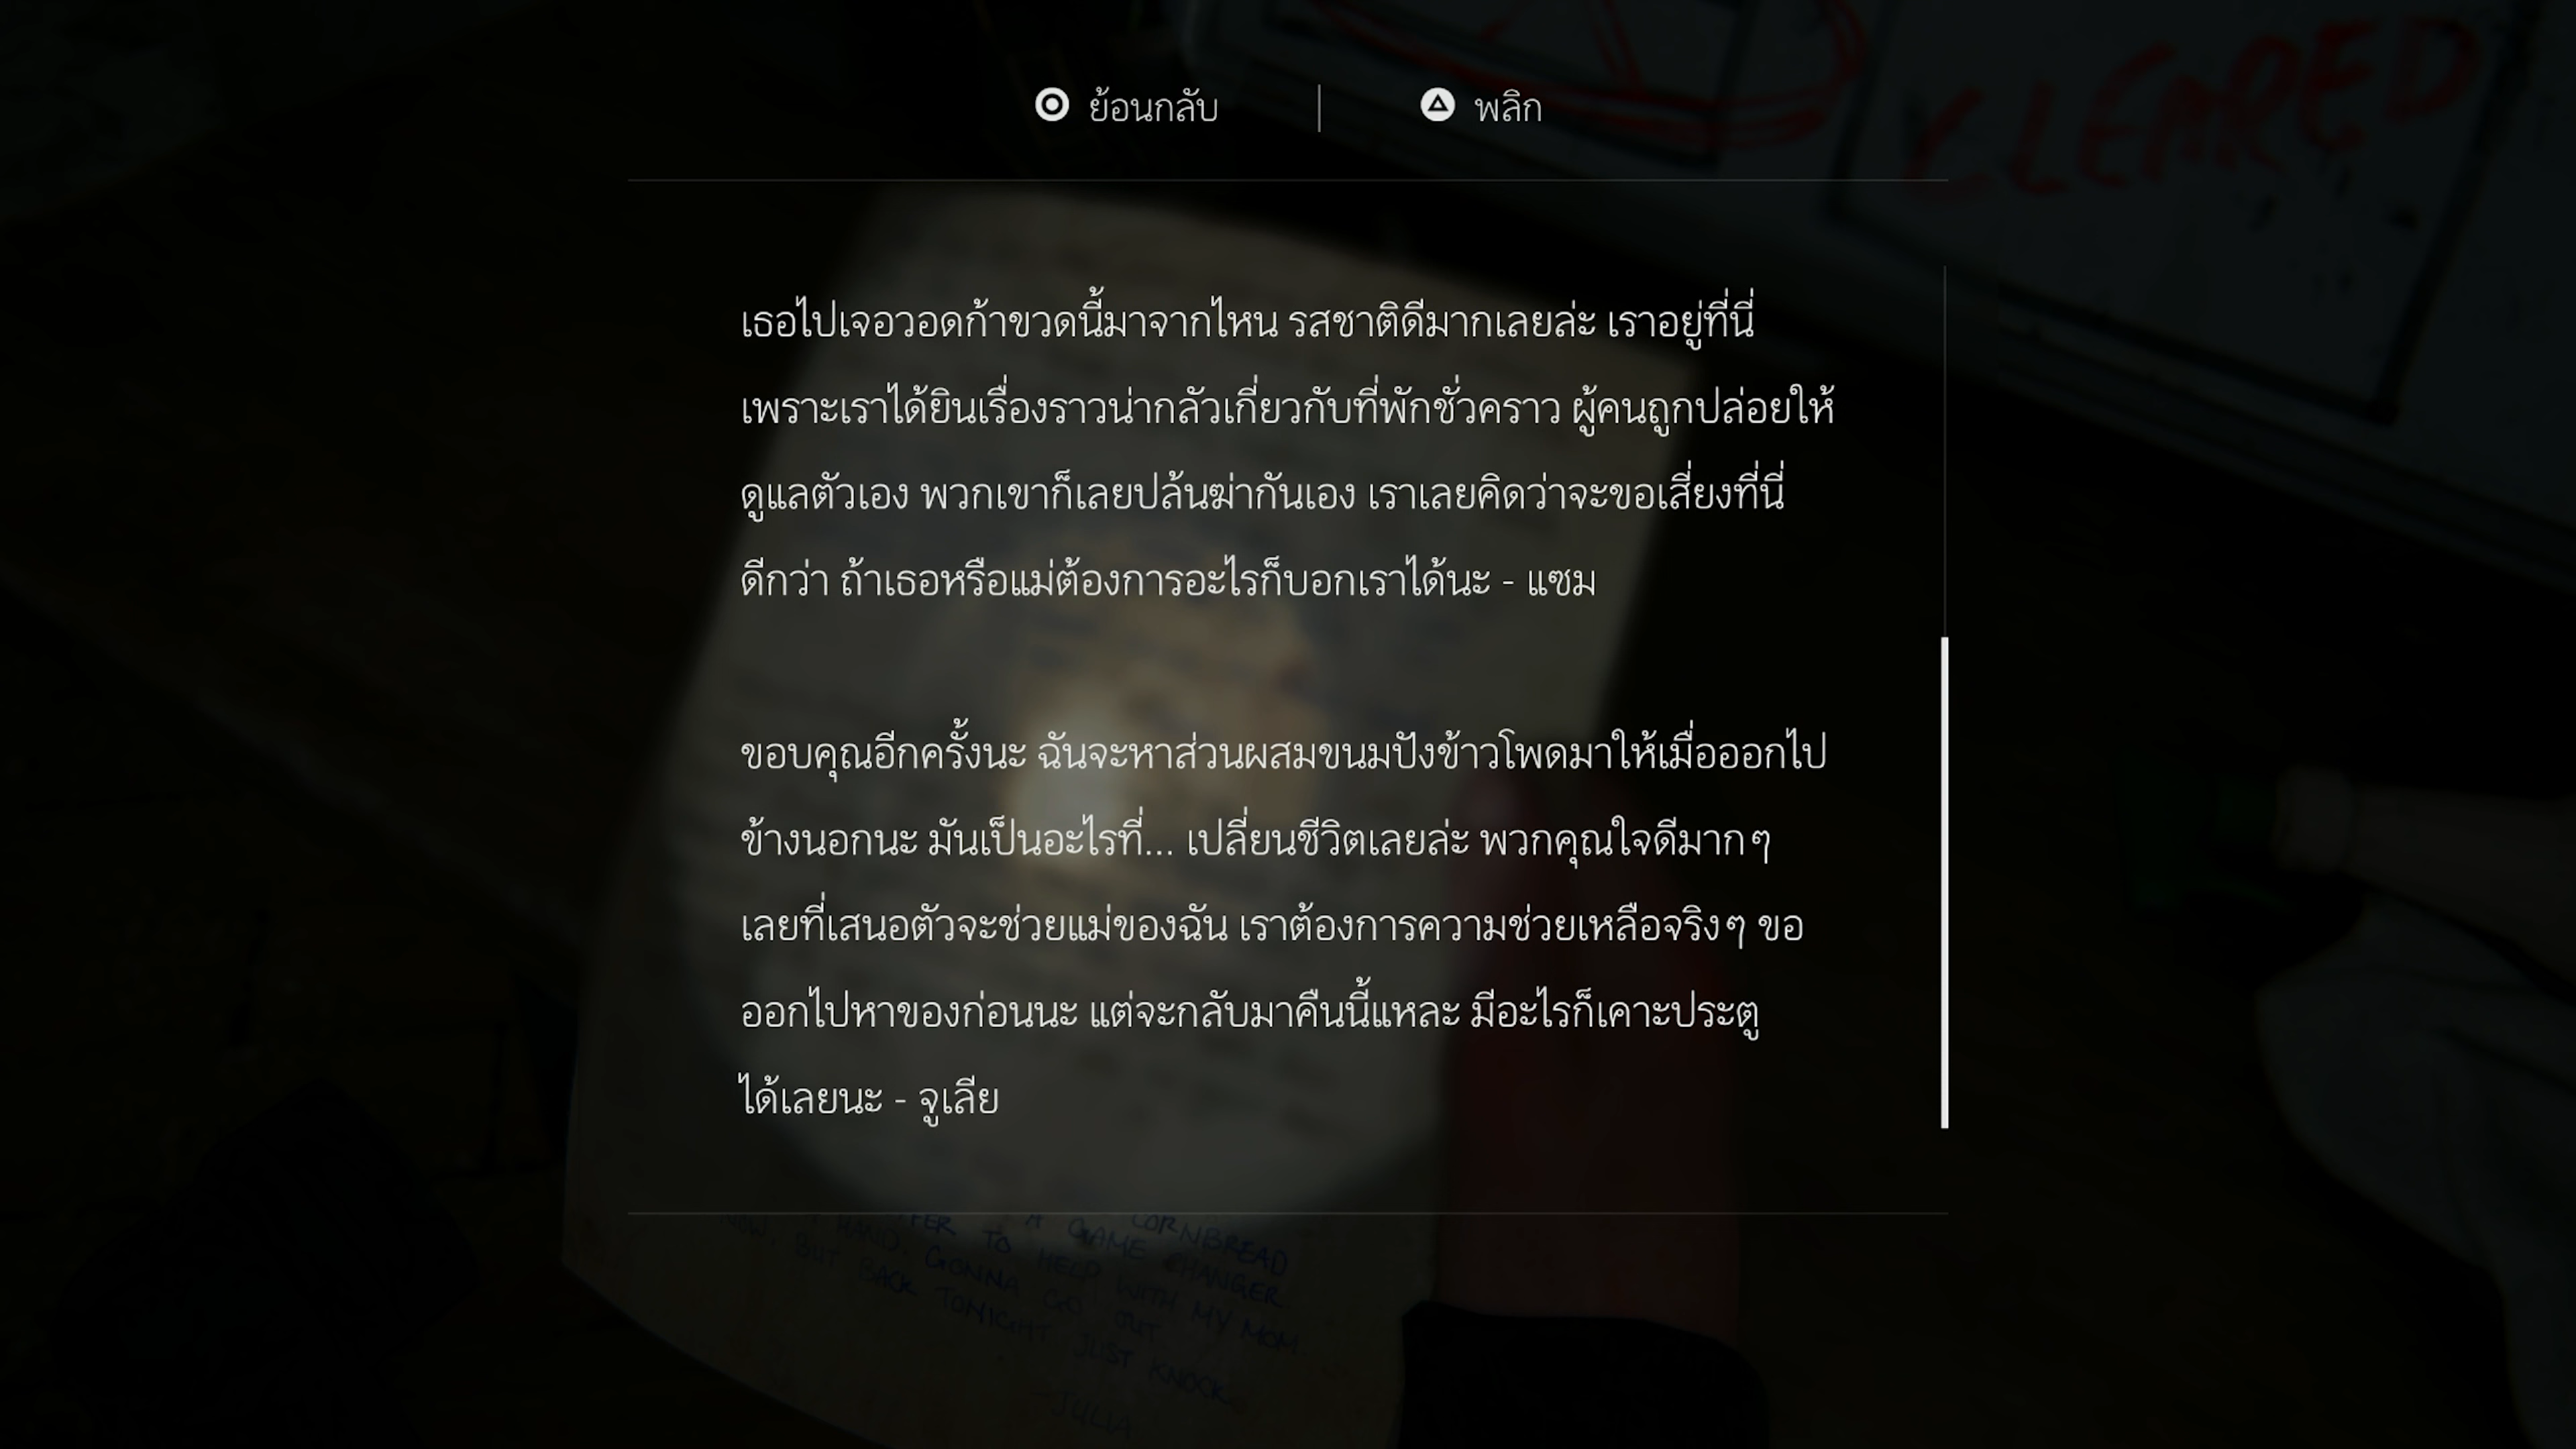 ย้อนกลับ | พลิก
CLEARED
เธอไปเจอวอดก้าขวดนี้มาจากไหน รสชาติดีมากเลยล่ะ เราอยู่ที่นี่
เพราะเราได้ยินเรื่องราวน่ากลัวเกี่ยวกับที่พักชั่วคราว ผู้คนถูกปล่อยให้
ดูแลตัวเอง พวกเขาก็เลยปล้นฆ่ากันเอง เราเลยคิดว่าจะขอเสี่ยงที่นี่
ดีกว่า ถ้าเธอหรือแม่ต้องการอะไรก็บอกเราได้นะ - แซม
ขอบคุณอีกครั้งนะ ฉันจะหาส่วนผสมขนมปังข้าวโพดมาให้เมื่อออกไป
ข้างนอกนะ มันเป็นอะไรที่... เปลี่ยนชีวิตเลยล่ะ พวกคุณใจดีมากๆ
เลยที่เสนอตัวจะช่วยแม่ของฉัน เราต้องการความช่วยเหลือจริงๆ ขอ
ออกไปหาของก่อนนะ แต่จะกลับมาคืนนี้แหละ มีอะไรก็เคาะประตู
ได้เลยนะ - จูเลีย
CORNBREAD
A GAME CHANGER
TO HELP WITH MY MOM
HAND. GONNA GO OUT
NOW, BUT BACK TONIGHT JUST KNOCK
JULIA